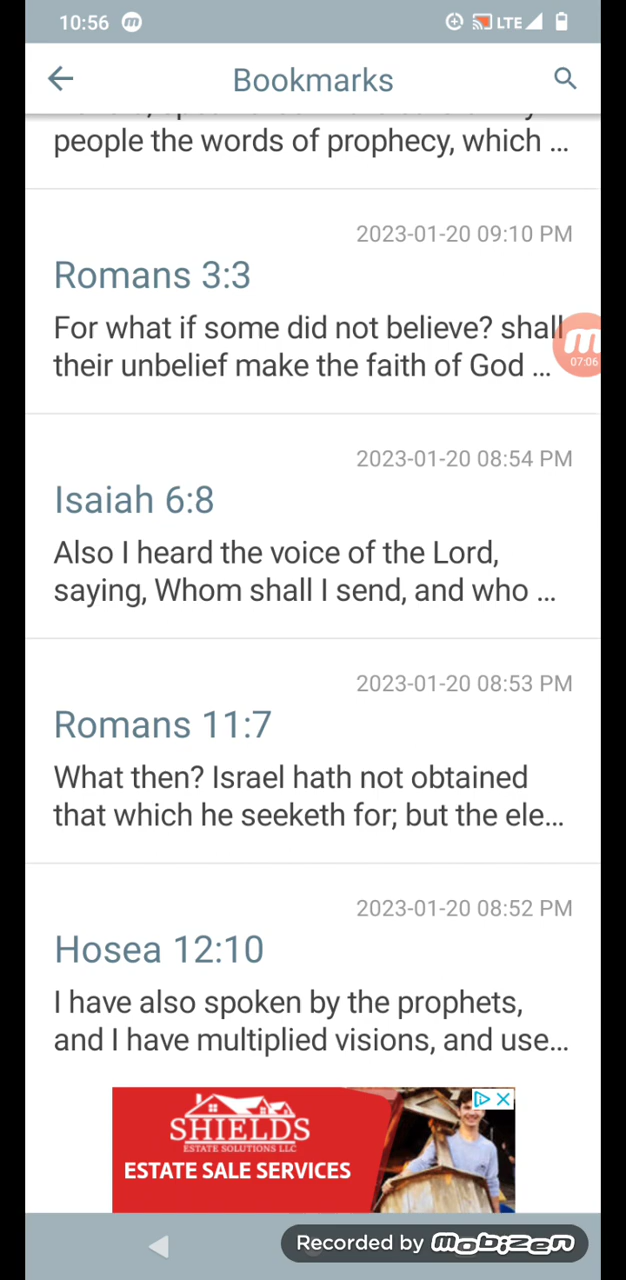 10:56
LTE
Bookmarks
people the words of prophecy, which ...
2023-01-20 09:10 PM
Romans 3:3
For what if some did not believe? shall
their unbelief make the faith of God ...
07:06
2023-01-20 08:54 PM
Isaiah 6:8
Also I heard the voice of the Lord,
saying, Whom shall I send, and who ...
2023-01-20 08:53 PM
Romans 11:7
What then? Israel hath not obtained
that which he seeketh for; but the ele...
2023-01-20 08:52 PM
Hosea 12:10
I have also spoken by the prophets,
and I have multiplied visions, and use...
SHIELDS
ESTATE SOLUTIONS LLC
ESTATE SALE SERVICES
Recorded by mobizen